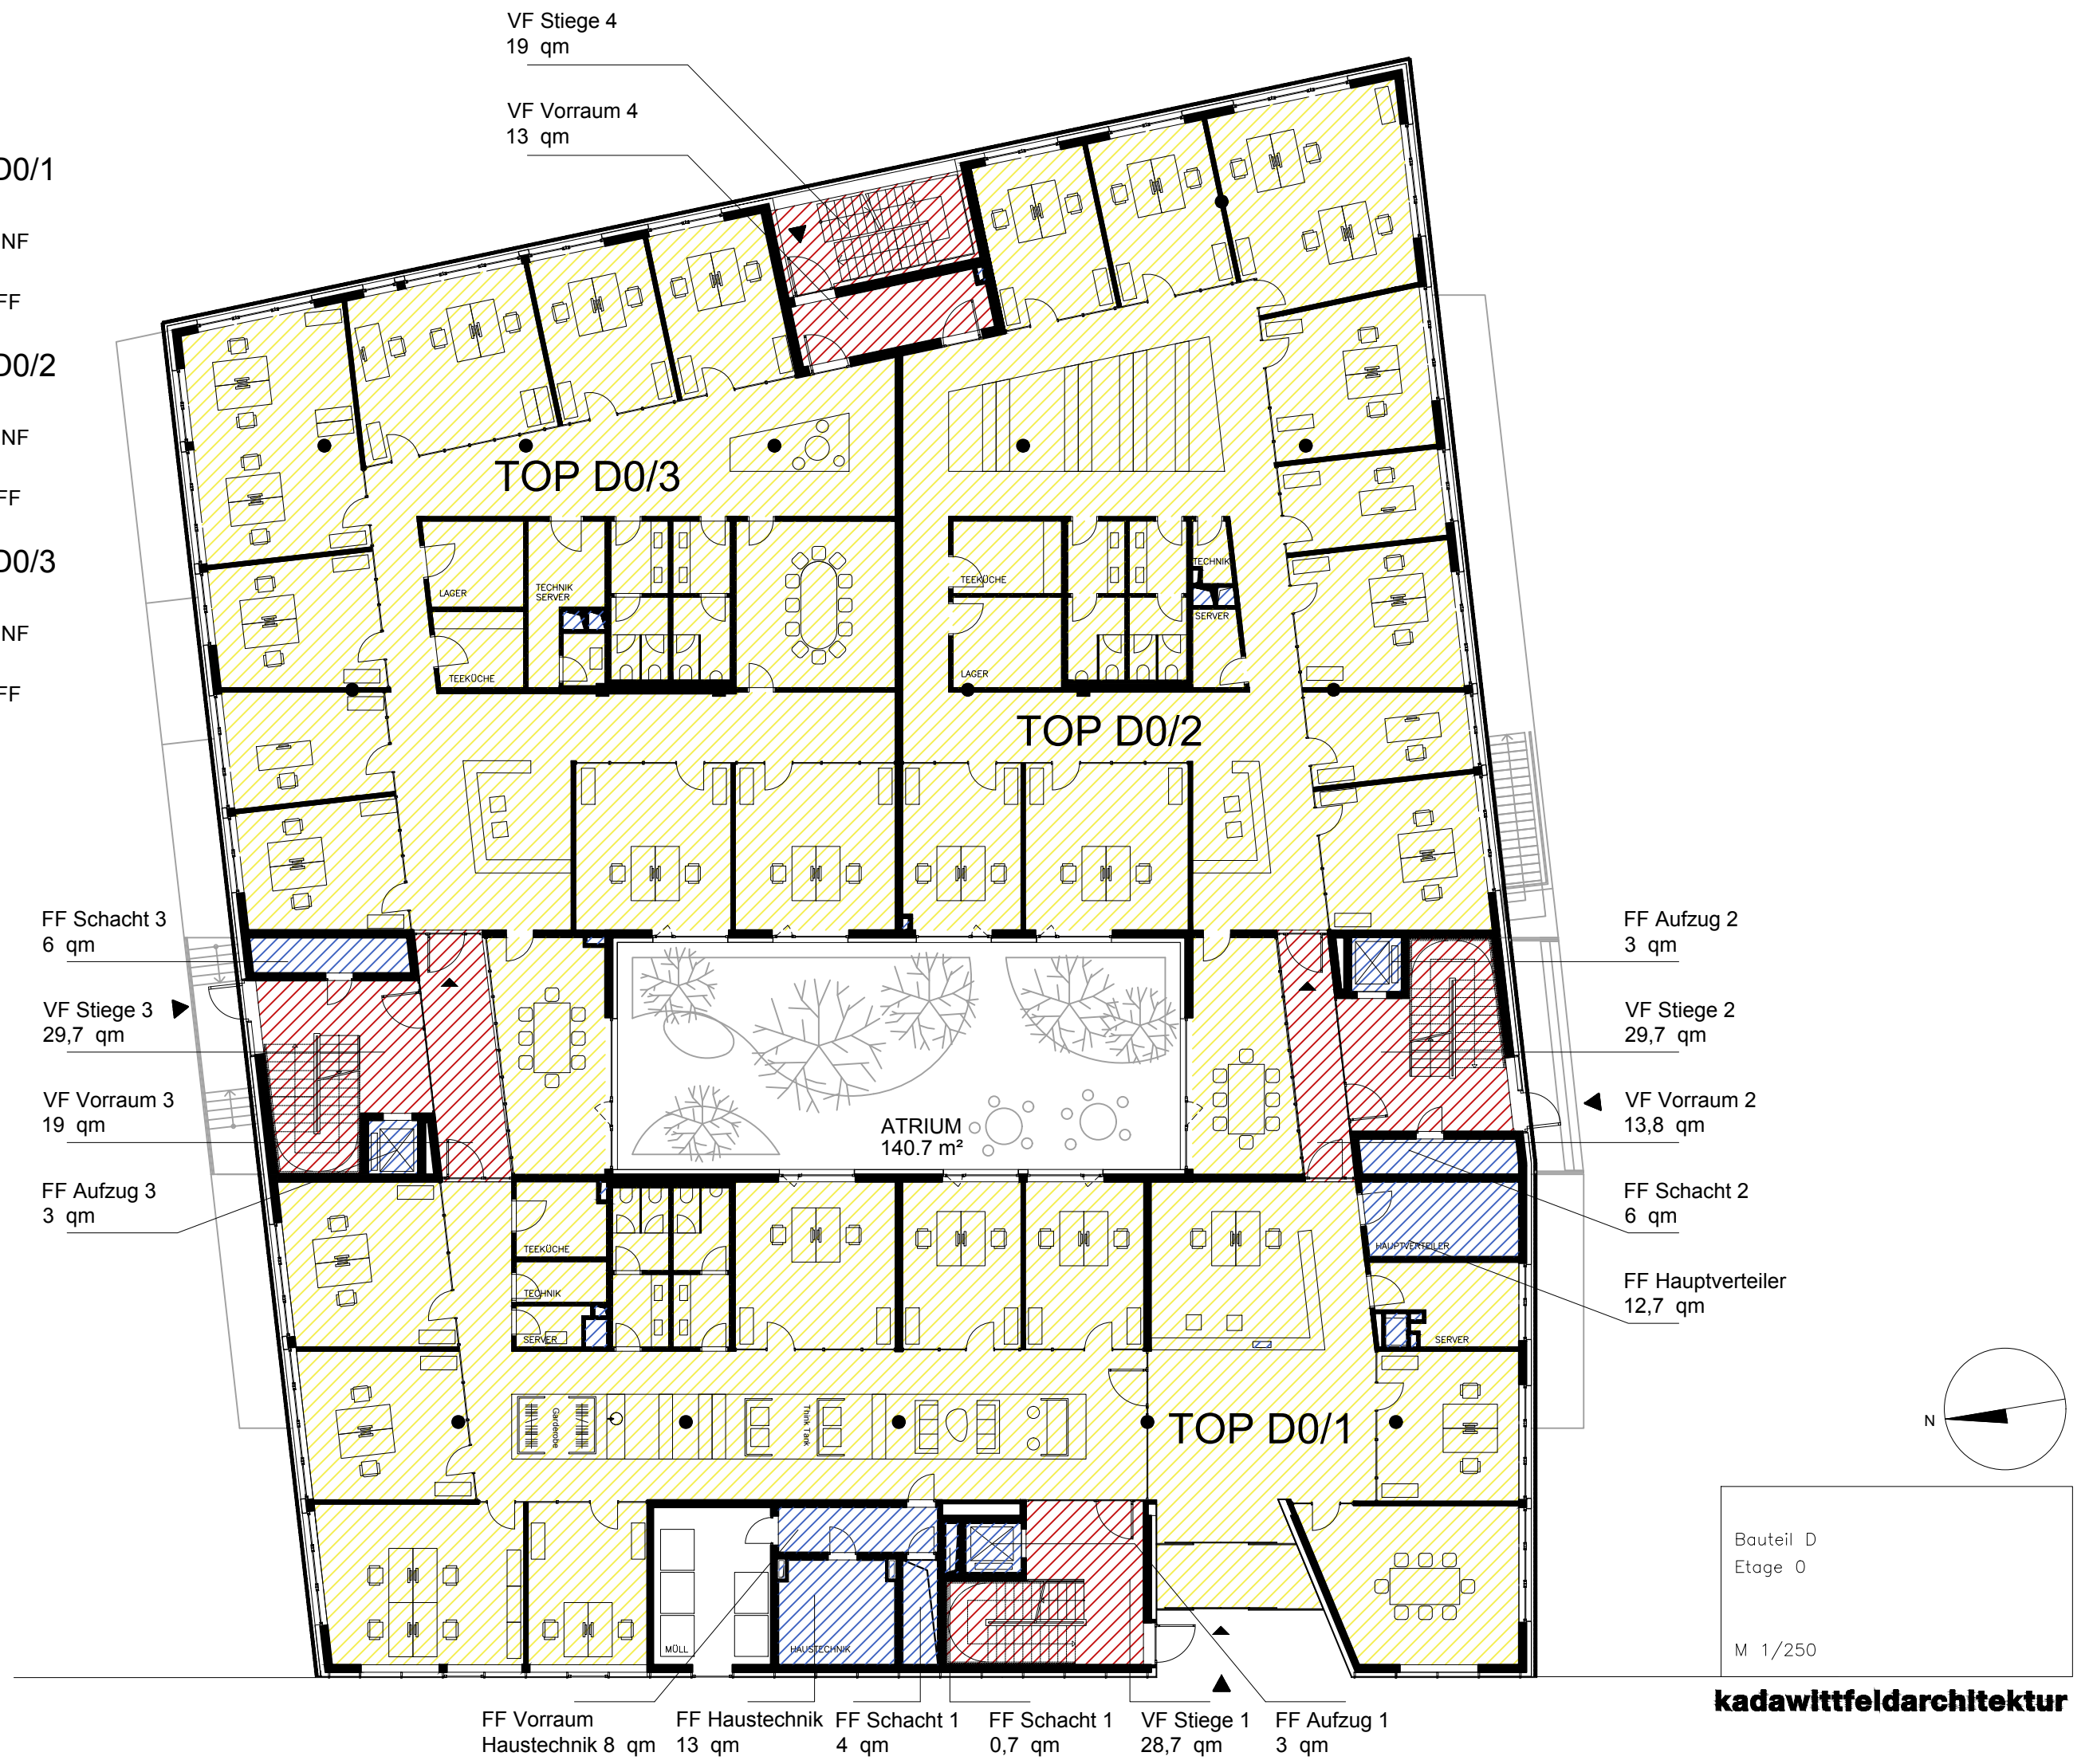 VF Stiege 4
19 qm
VF Vorraum 4
13 qm
D0/1
NF
FF
D0/2
NF
FF
D0/3
NF
FF
TOP D0/3
TOP D0/2
LAGER
TECHNIK
SERVER
TEEKÜCHE
TEEKÜCHE
LAGER
TECHNIK
SERVER
FF Schacht 3
6 qm
VF Stiege 3
29,7 qm
VF Vorraum 3
19 qm
FF Aufzug 3
3 qm
ATRIUM
140.7 m²
FF Aufzug 2
3 qm
VF Stiege 2
29,7 qm
VF Vorraum 2
13,8 qm
FF Schacht 2
6 qm
FF Hauptverteiler
12,7 qm
TEEKÜCHE
TECHNIK
SERVER
HAUPTVERTEILER
SERVER
Garderobe
Think Tank
TOP D0/1
N
MÜLL
HAUSTECHNIK
FF Vorraum
Haustechnik 8 qm
FF Haustechnik
13 qm
FF Schacht 1
4 qm
FF Schacht 1
0,7 qm
VF Stiege 1
28,7 qm
FF Aufzug 1
3 qm
Bauteil D
Etage 0
M 1/250
kadawittfeldarchitektur